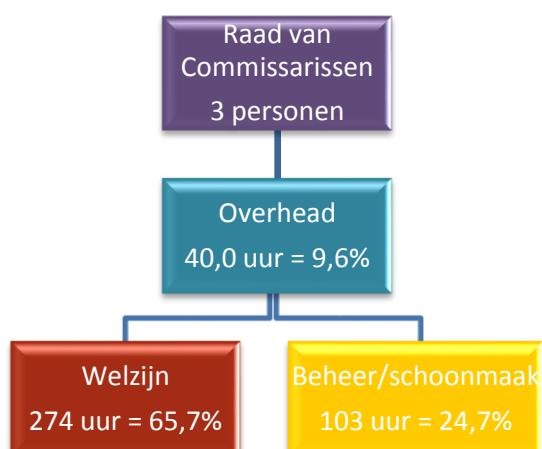 Raad van
Commissarissen
3 personen
Overhead
40,0 uur = 9,6%
Welzijn
274 uur = 65,7%
Beheer/schoonmaak
103 uur = 24,7%